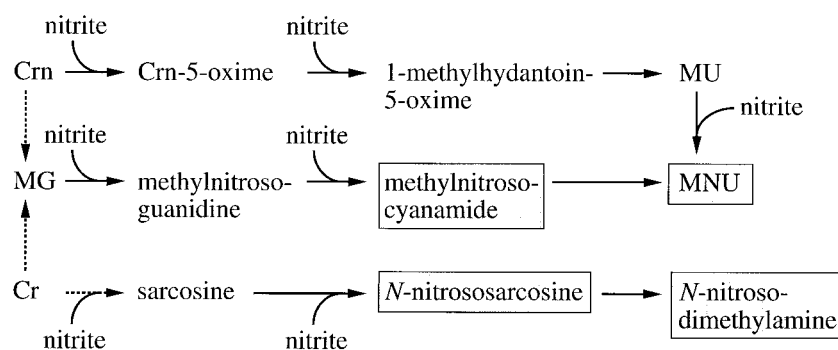 nitrite
nitrite
Crn
Crn-5-oxime
1-methylhydantoin-
5-oxime
MU
nitrite
nitrite
nitrite
MG
methylnitroso-
guanidine
methylnitroso-
cyanamide
MNU
Cr
sarcosine
N-nitrososarcosine
N-nitroso-
dimethylamine
nitrite
nitrite